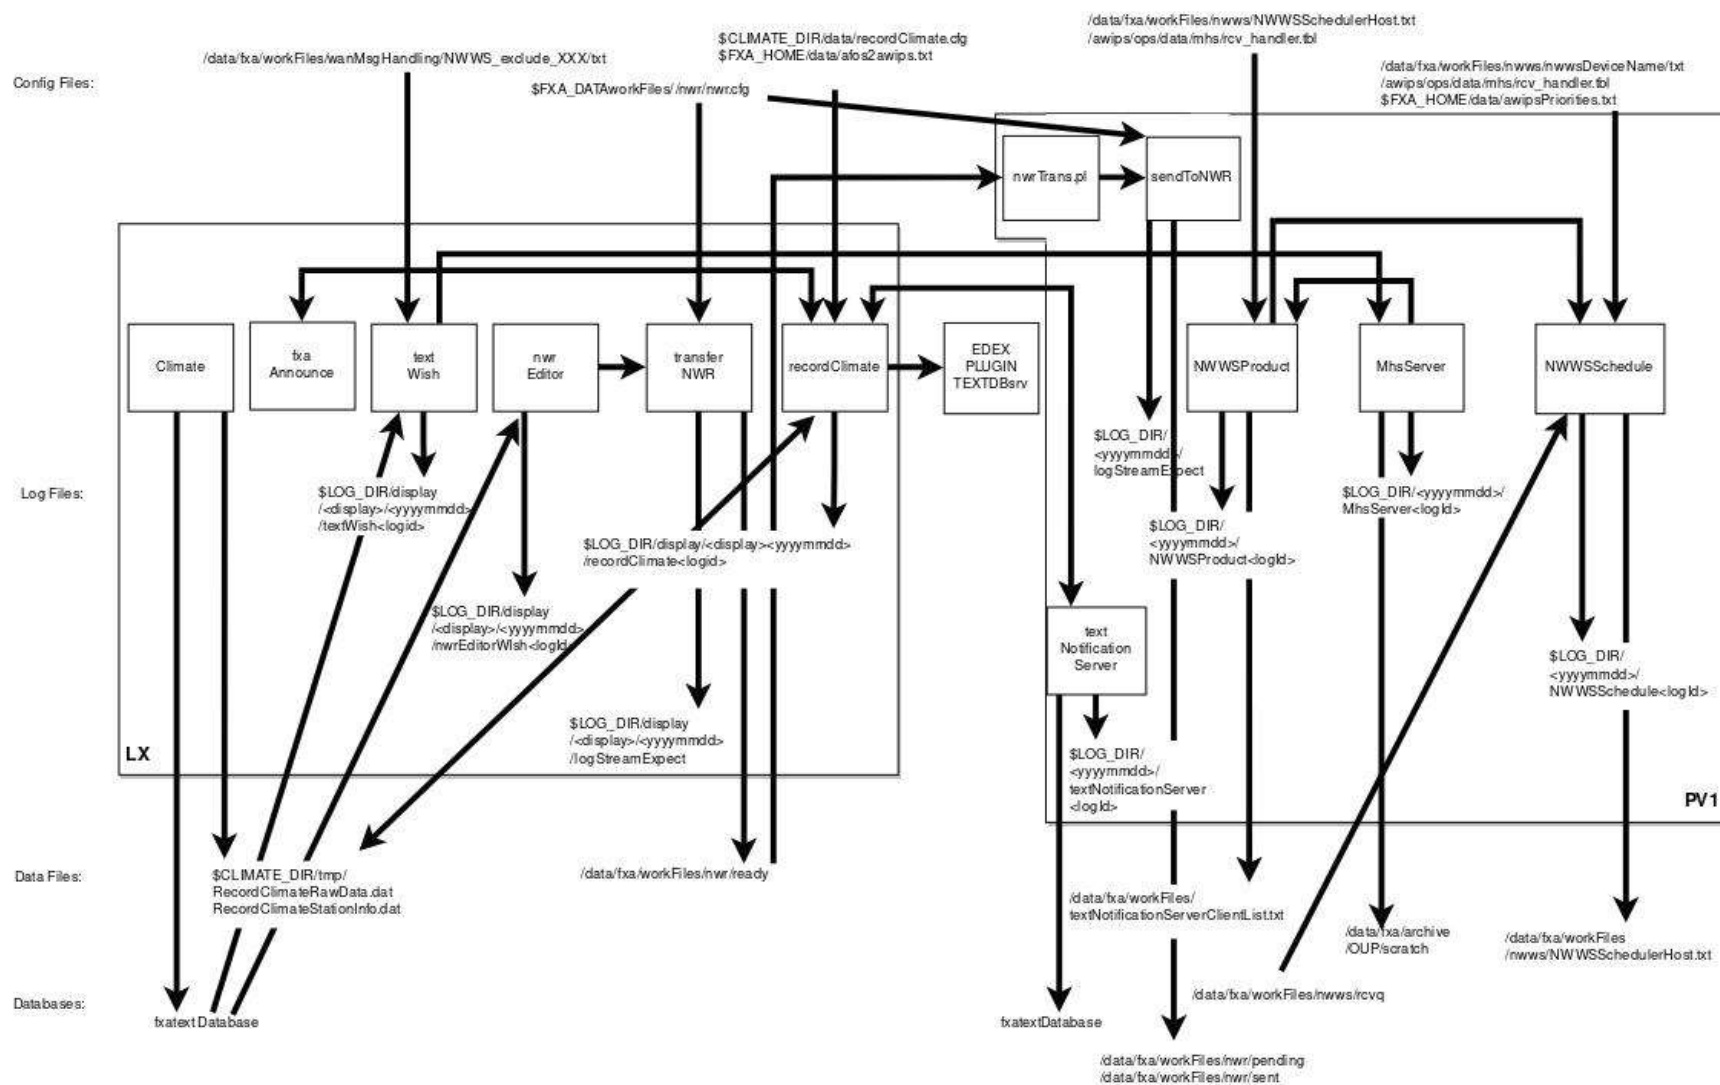 /data/fxa/workFiles/nwws/NWWSSchedulerHost.txt
/awips/ops/data/mhs/rcv_handler.tbl
$CLIMATE_DIR/data/recordClimate.cfg
$FXA_HOME/data/afos2awips.txt
/data/fxa/workFiles/wanMsgHandling/NWWS_exclude_XXX/txt
/data/fxa/workFiles/nwws/nwwsDeviceName/txt
/awips/ops/data/mhs/rcv_handler.tbl
$FXA_HOME/data/awipsPriorities.txt
Config Files:
$FXA_DATAworkFiles/ /nwr/nwr.cfg
nwrTrans.pl
sendToNWR
Climate
fxa
Announce
text
Wish
nwr
Editor
transfer
NWR
recordClimate
EDEX
PLUGIN
TEXTDBsrv
NWWSProduct
MhsServer
NWWSSchedule
Log Files:
$LOG_DIR/display
/<display>/<yyyymmdd>
/textWish<logid>
$LOG_DIR/display/<display><yyyymmdd>
/recordClimate<logid>
$LOG_DIR/
<yyyymmdd>/
logStreamExpect
$LOG_DIR/
<yyyymmdd>/
NWWSProduct<logId>
$LOG_DIR/<yyyymmdd>/
MhsServer<logId>
$LOG_DIR/display
/<display>/<yyyymmdd>
/nwrEditorWIsh<logId>
text
Notification
Server
$LOG_DIR/
<yyyymmdd>/
NWWSSchedule<logId>
$LOG_DIR/display
/<display>/<yyyymmdd>
/logStreamExpect
LX
$LOG_DIR/
<yyyymmdd>/
textNotificationServer
<logId>
PV1
Data Files:
$CLIMATE_DIR/tmp/
RecordClimateRawData.dat
RecordClimateStationInfo.dat
/data/fxa/workFiles/nwr/ready
/data/fxa/workFiles/
textNotificationServerClientList.txt
/data/fxa/archive
/OUP/scratch
/data/fxa/workFiles
/nwws/NWWSSchedulerHost.txt
Databases:
fxatext Database
/data/fxa/workFiles/nwws/rcvq
fxatextDatabase
/data/fxa/workFiles/nwr/pending
/data/fxa/workFiles/nwr/sent